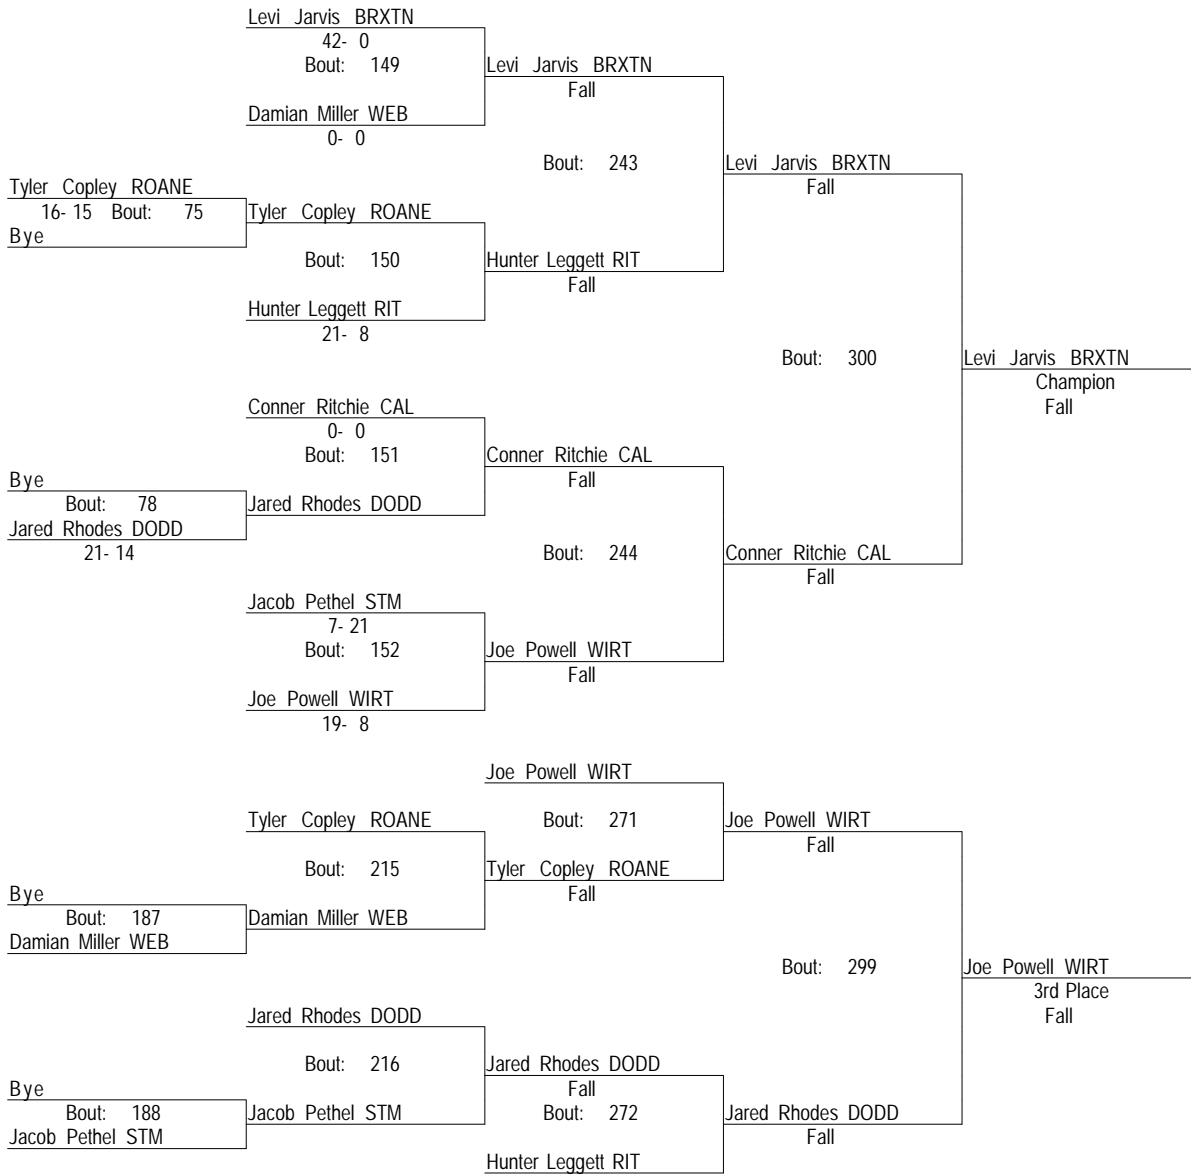 Levi Jarvis BRXTN
42- 0
Bout: 149
Levi Jarvis BRXTN
Fall
Damian Miller WEB
0- 0
Bout: 243
Levi Jarvis BRXTN
Fall
Tyler Copley ROANE
16- 15 Bout: 75
Tyler Copley ROANE
Bye
Bout: 150
Hunter Leggett RIT
Fall
Hunter Leggett RIT
21- 8
Bout: 300
Levi Jarvis BRXTN
Champion
Fall
Conner Ritchie CAL
0- 0
Bout: 151
Conner Ritchie CAL
Fall
Bye
Bout: 78
Jared Rhodes DODD
Jared Rhodes DODD
21- 14
Bout: 244
Conner Ritchie CAL
Fall
Jacob Pethel STM
7- 21
Bout: 152
Joe Powell WIRT
Fall
Joe Powell WIRT
19- 8
Joe Powell WIRT
Tyler Copley ROANE
Bout: 271
Joe Powell WIRT
Fall
Bout: 215
Tyler Copley ROANE
Fall
Bye
Bout: 187
Damian Miller WEB
Damian Miller WEB
Bout: 299
Joe Powell WIRT
3rd Place
Fall
Jared Rhodes DODD
Bout: 216
Jared Rhodes DODD
Fall
Bye
Bout: 188
Jacob Pethel STM
Bout: 272
Jared Rhodes DODD
Fall
Jacob Pethel STM
Hunter Leggett RIT